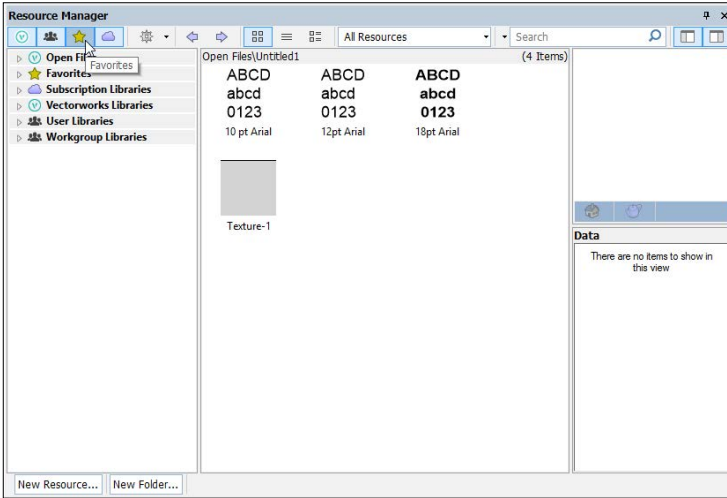 Resource Manager
All Resources
Search
Open Fi
Favorites
Favorites
Subscription Libraries
Vectorworks Libraries
User Libraries
Workgroup Libraries
Open Files\Untitled1
(4 Items)
ABCD ABCD ABCD
abcd abcd abcd
0123 0123 0123
10 pt Arial 12pt Arial 18pt Arial
Texture-1
Data
There are no items to show in
this view
New Resource... New Folder...